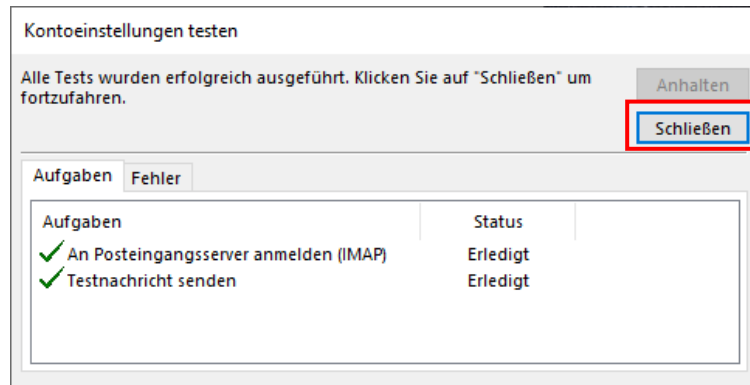 Kontoeinstellungen testen
Alle Tests wurden erfolgreich ausgeführt. Klicken Sie auf "Schließen" um
fortzufahren.
Anhalten
Schließen
Aufgaben Fehler
Aufgaben Status
An Posteingangsserver anmelden (IMAP) Erledigt
Testnachricht senden Erledigt